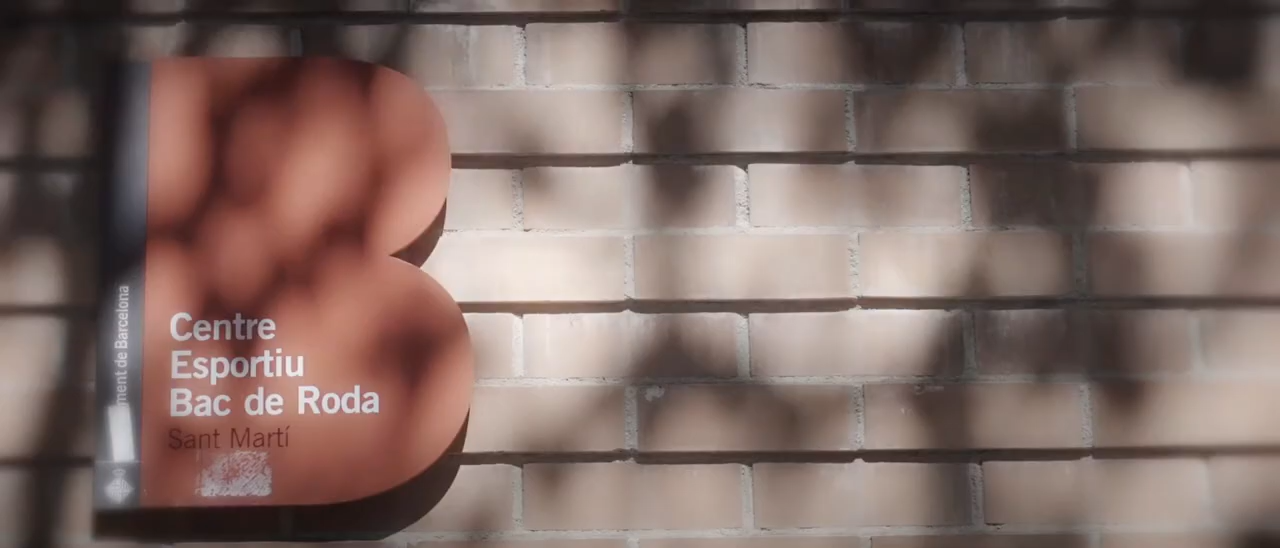 Centre
Esportiu
Bac de Roda
Sant Martí
ment de Barcelona